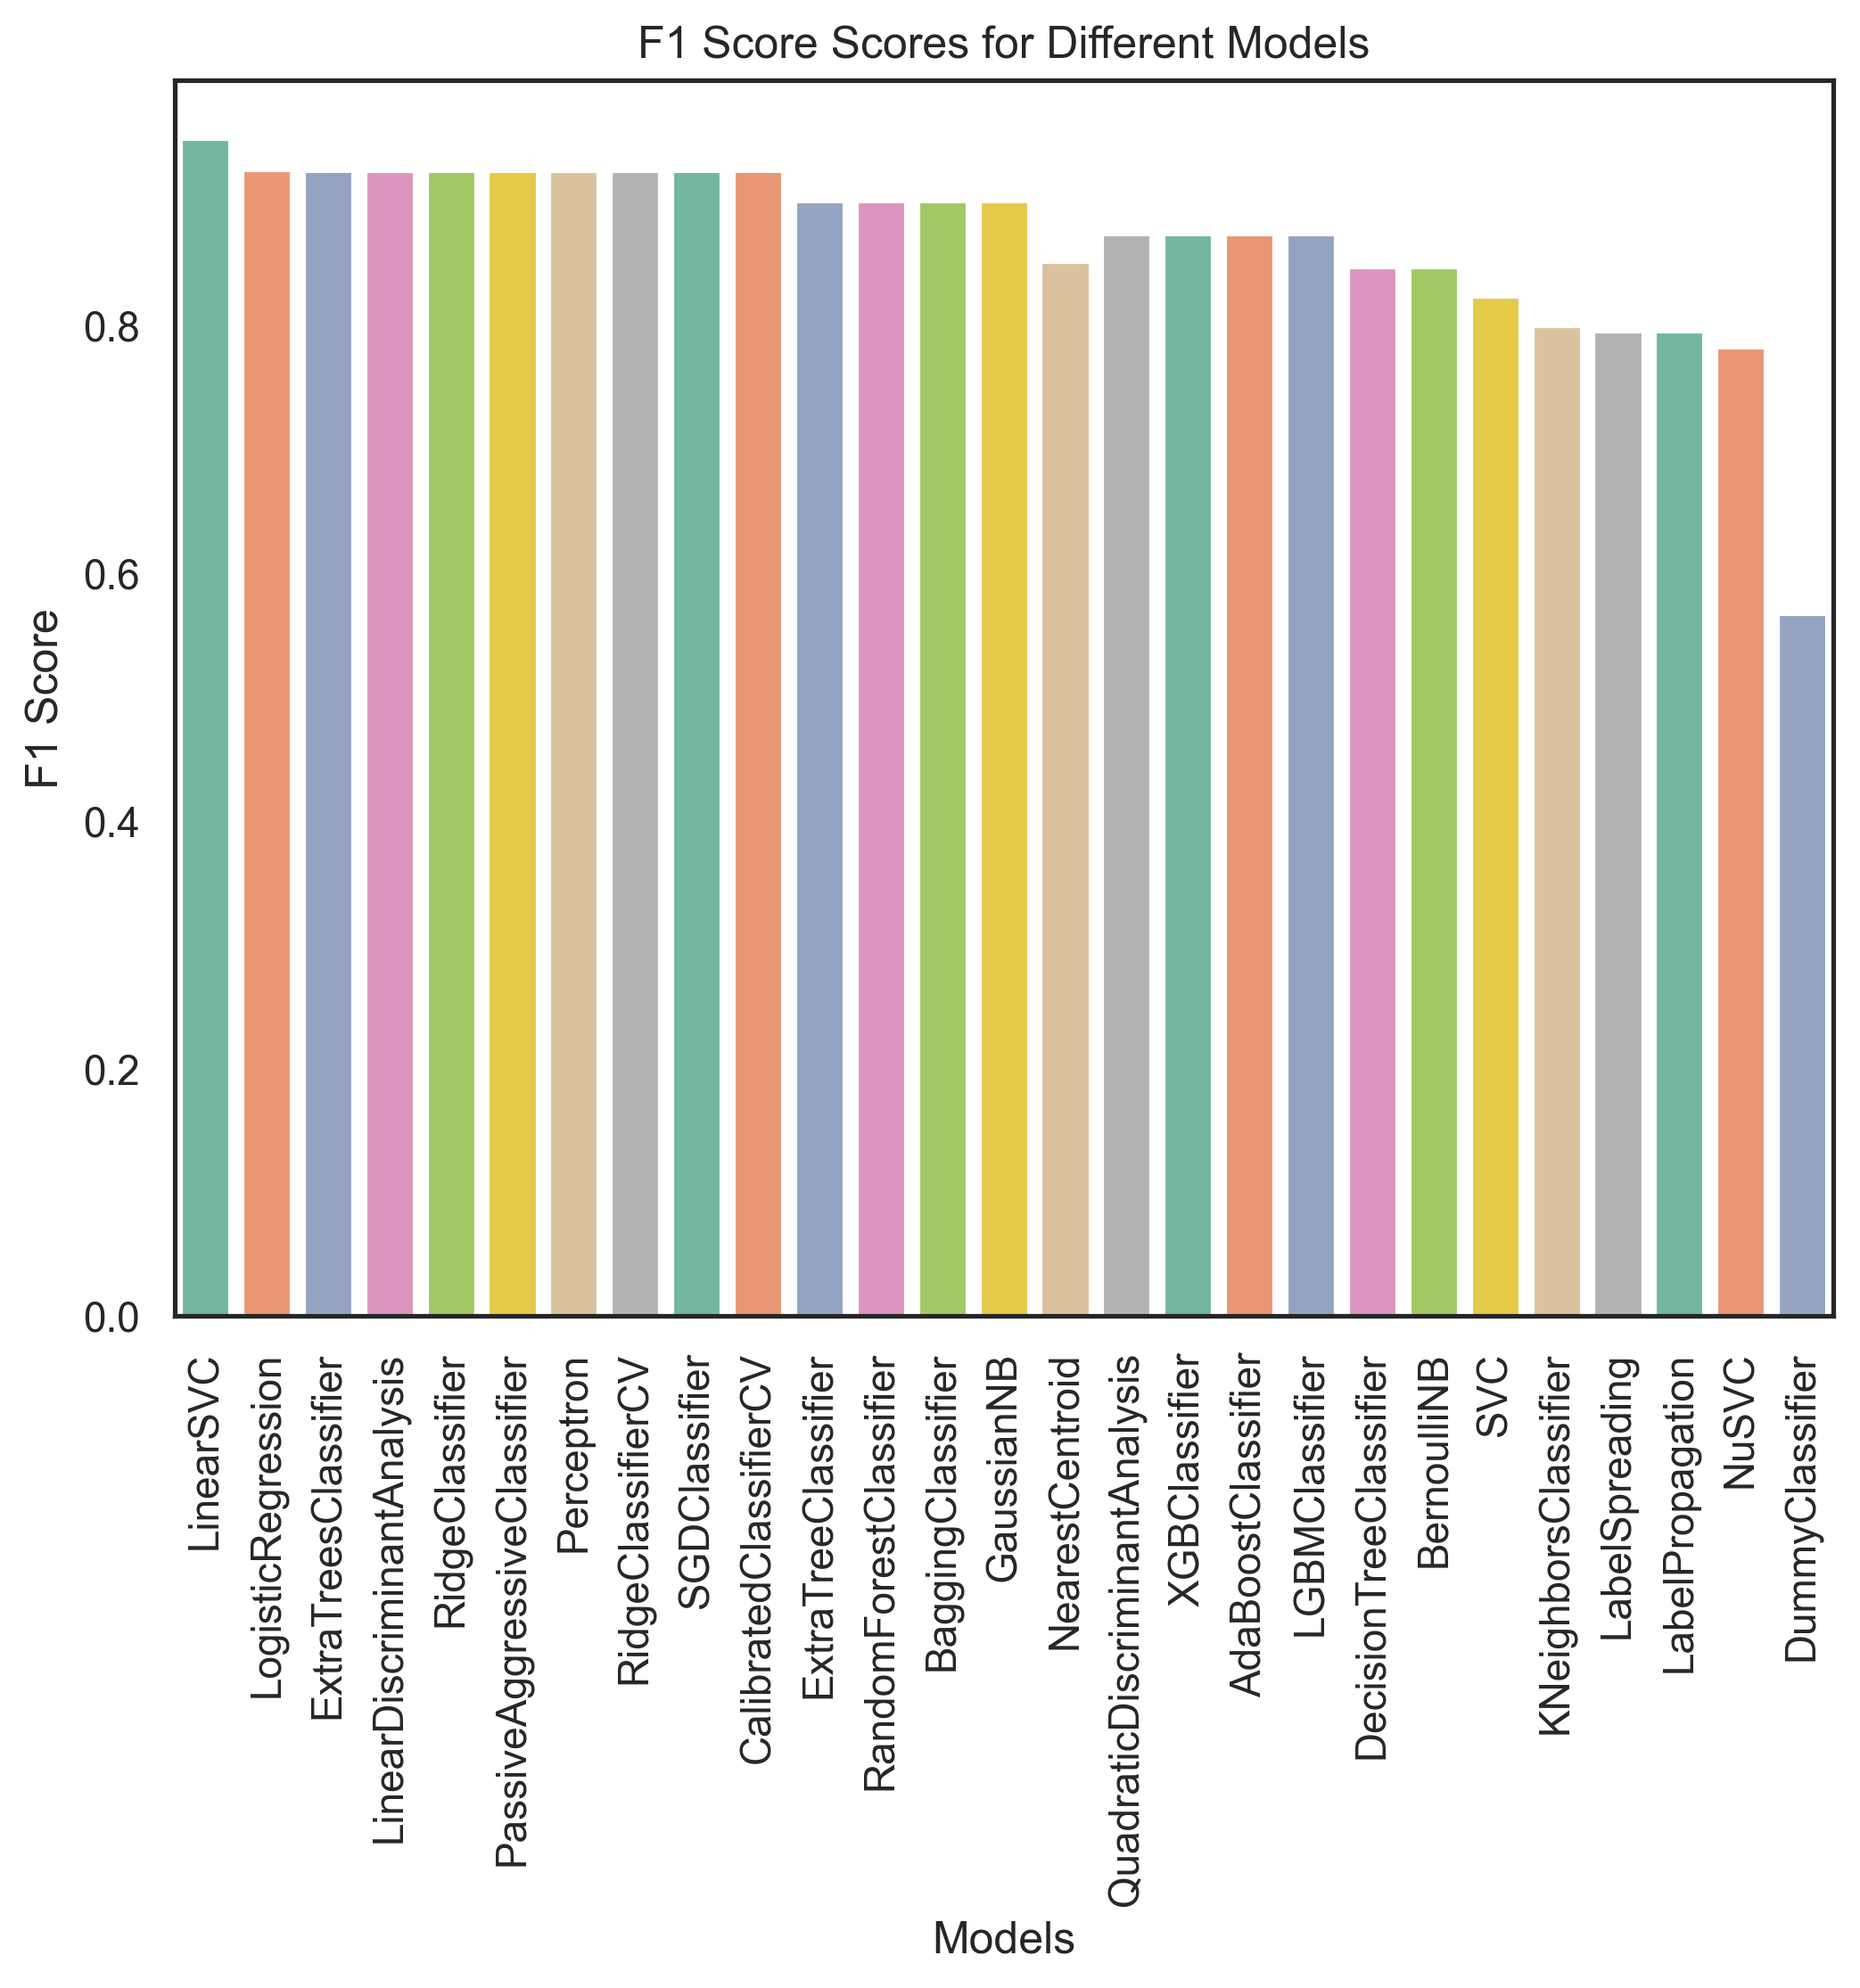 F1 Score Scores for Different Models
F1 Score
0.8
0.6
0.4
0.2
0.0
LinearSVC
LogisticRegression
ExtraTreesClassifier
LinearDiscriminantAnalysis
RidgeClassifier
PassiveAggressiveClassifier
Perceptron
RidgeClassifierCV
SGDClassifier
CalibratedClassifierCV
ExtraTreeClassifier
RandomForestClassifier
BaggingClassifier
GaussianNB
NearestCentroid
QuadraticDiscriminantAnalysis
XGBClassifier
AdaBoostClassifier
LGBMClassifier
DecisionTreeClassifier
BernoulliNB
SVC
KNeighborsClassifier
LabelSpreading
LabelPropagation
NuSVC
DummyClassifier
Models